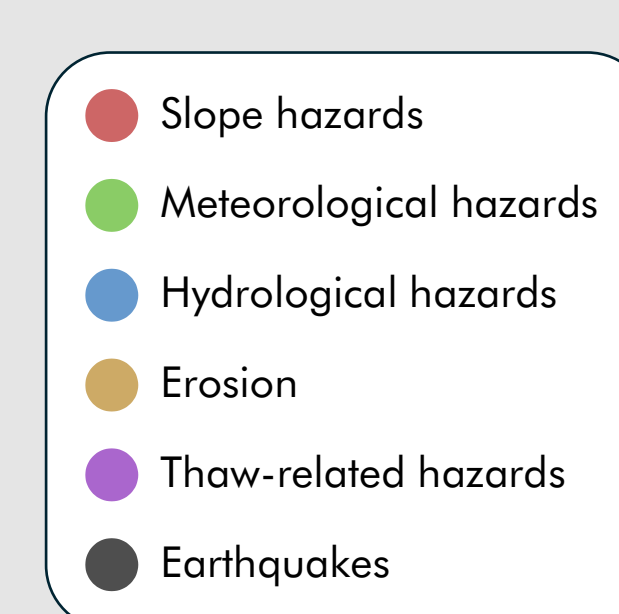 Slope hazards
Meteorological hazards
Hydrological hazards
Erosion
Thaw-related hazards
Earthquakes